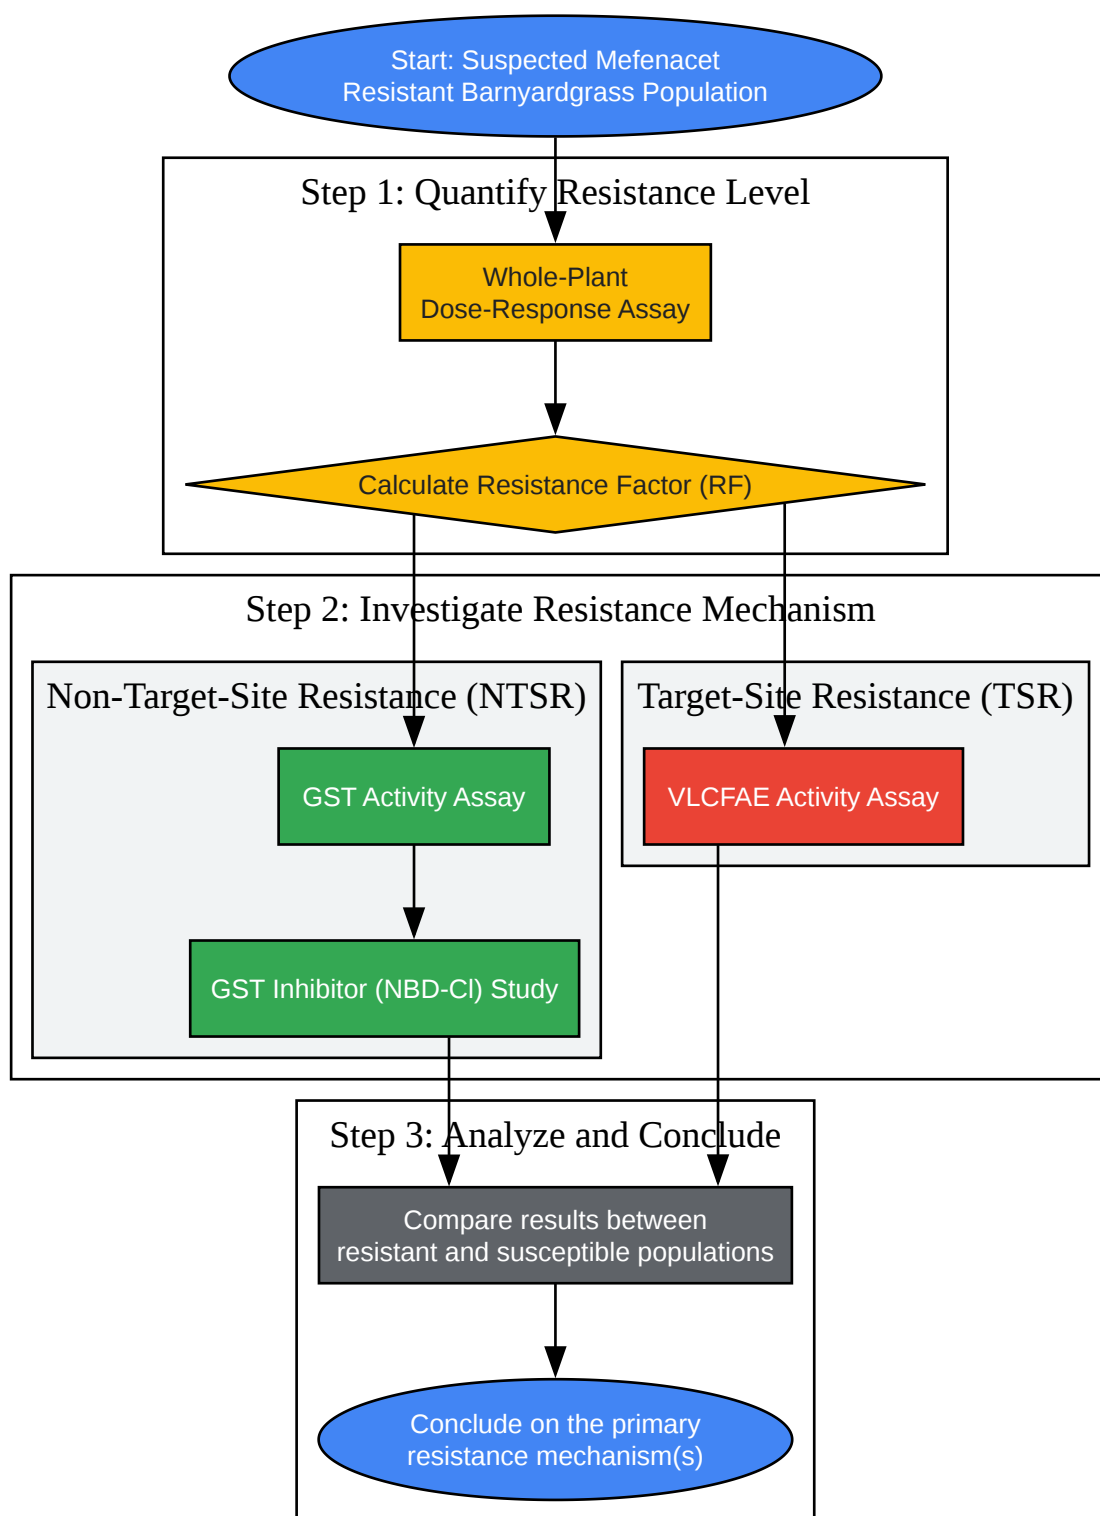 Start: Suspected Mefenacet
Resistant Barnyardgrass Population
Step 1: Quantify Resistance Level
Whole-Plant
Dose-Response Assay
Calculate Resistance Factor (RF)
Step 2: Investigate Resistance Mechanism
Non-Target-Site Resistance (NTSR)
Target-Site Resistance (TSR)
GST Activity Assay
VLCFAE Activity Assay
GST Inhibitor (NBD-Cl) Study
Step 3: Analyze and Conclude
Compare results between
resistant and susceptible populations
Conclude on the primary
resistance mechanism(s)